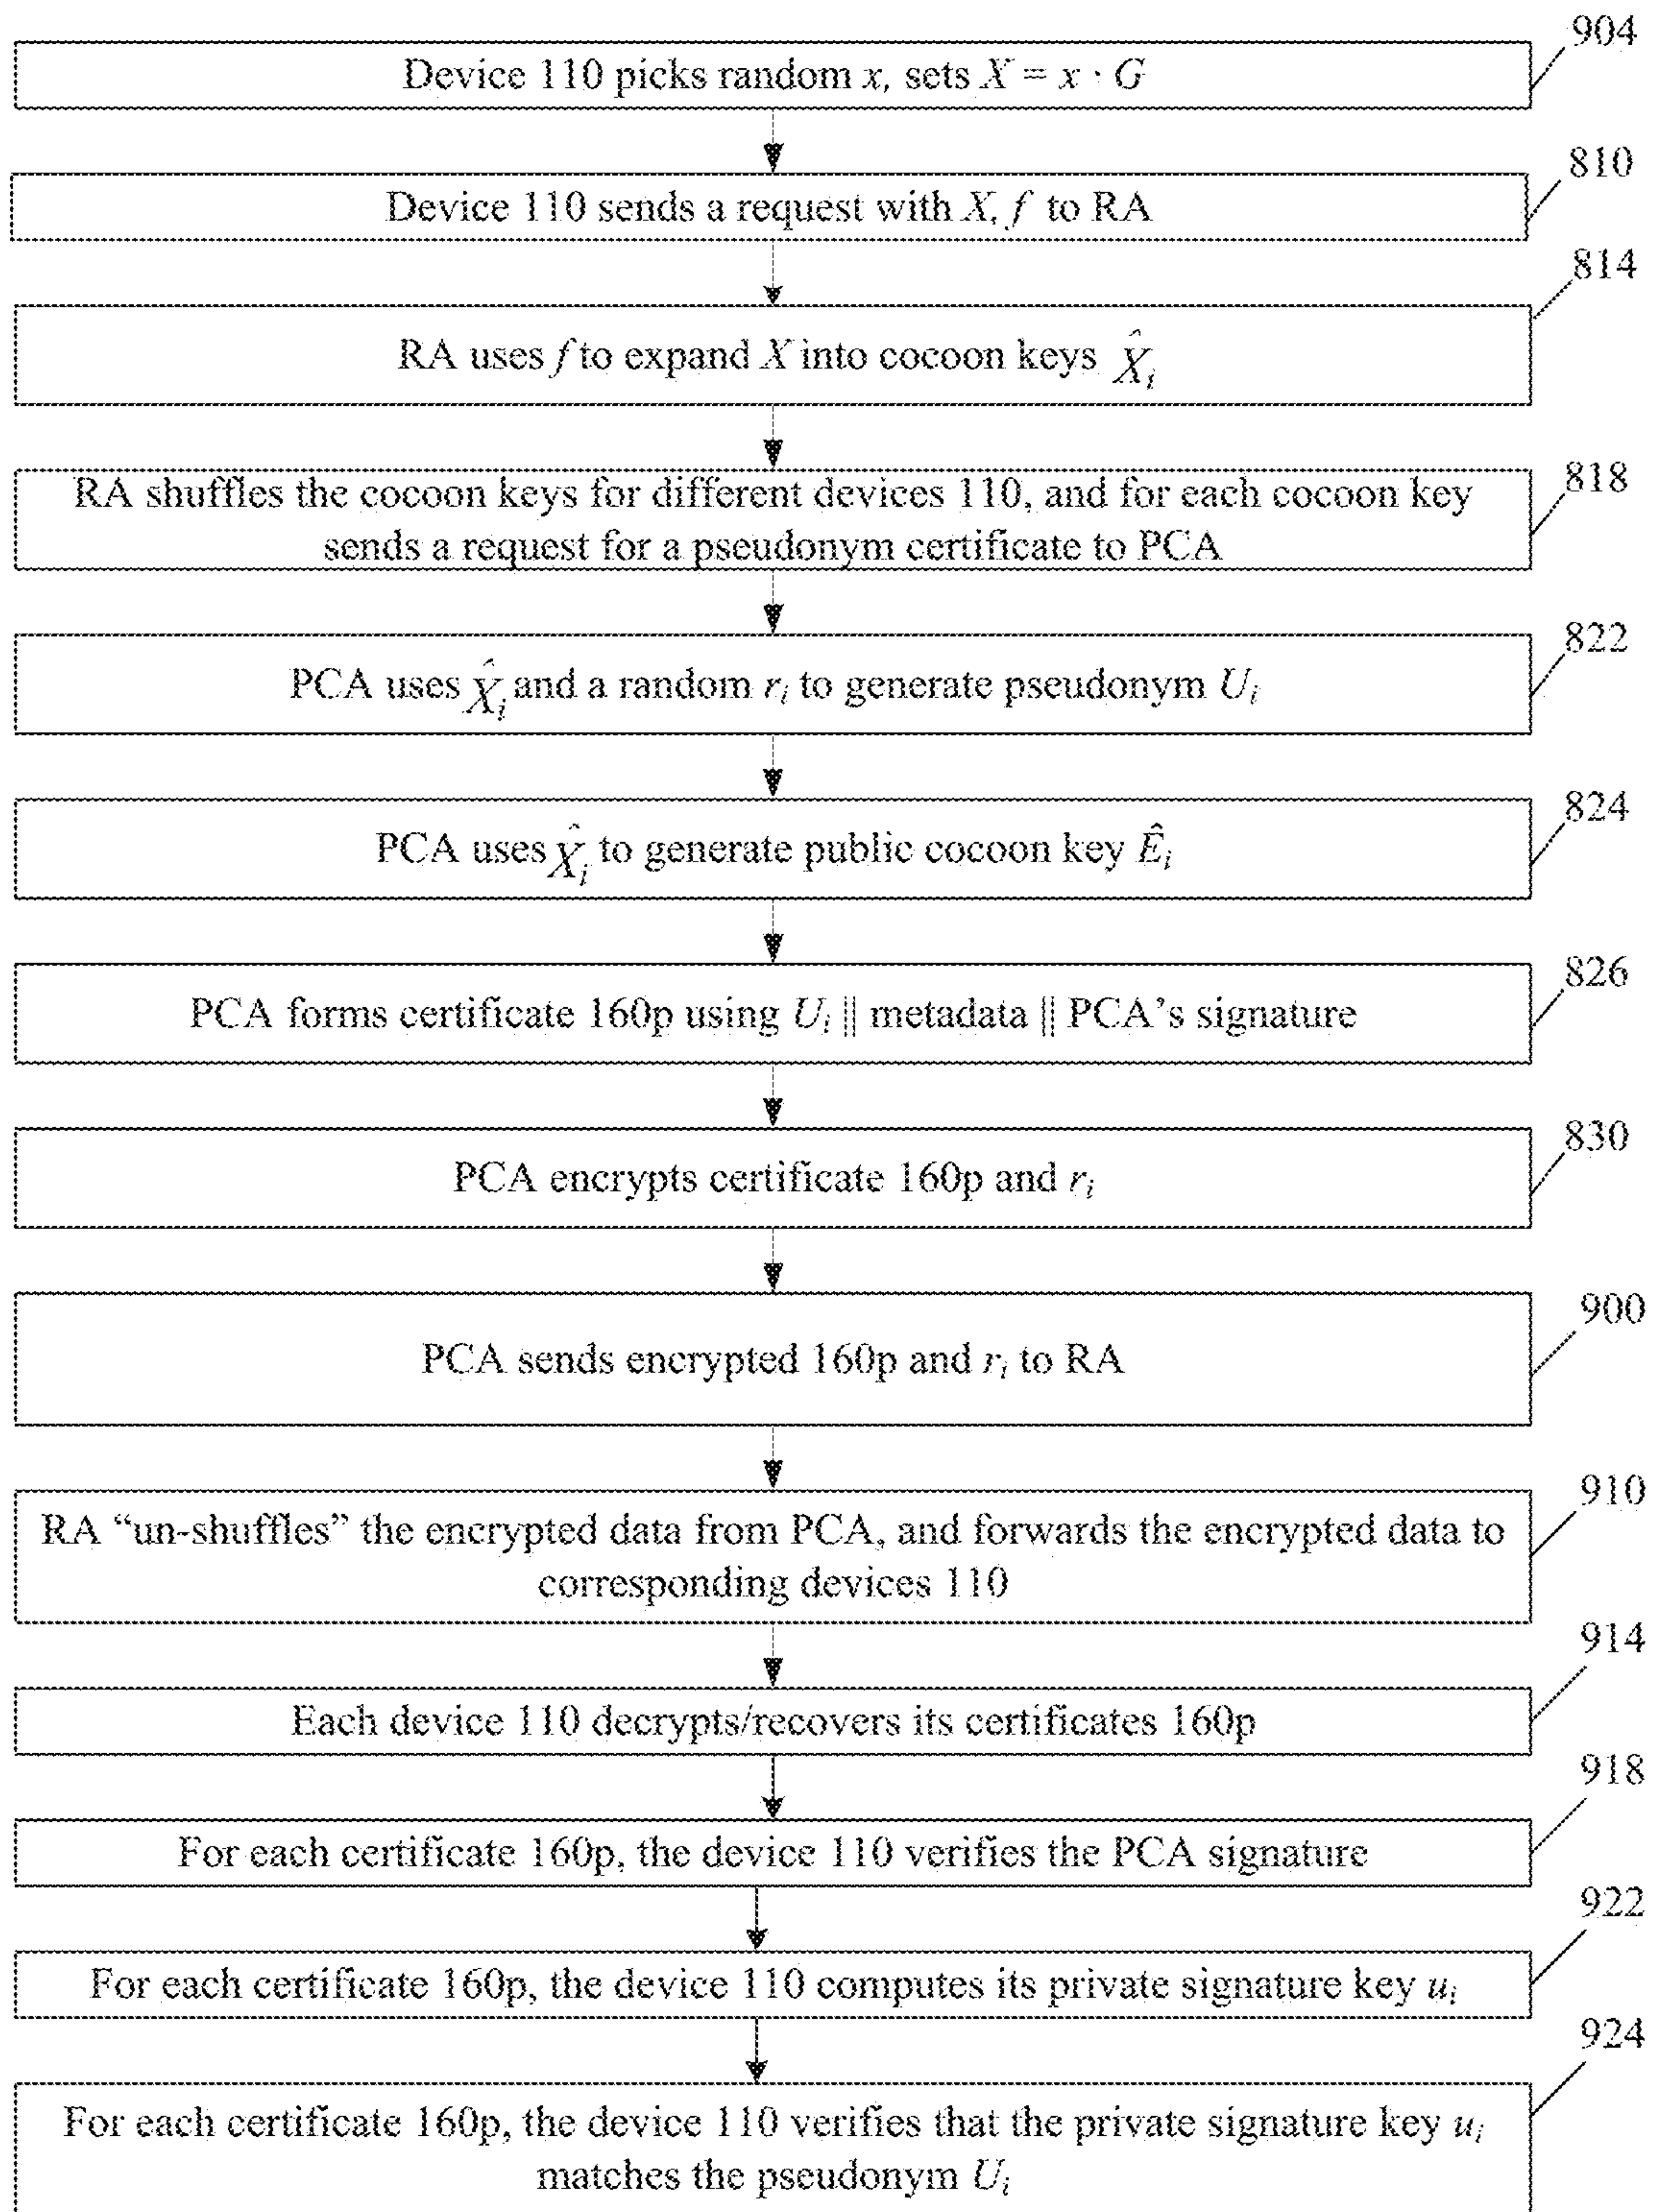 904
Device 110 picks random x, sets X = x · G
810
Device 110 sends a request with X, f to RA
814
RA uses f to expand X into cocoon keys X̂ᵢ
818
RA shuffles the cocoon keys for different devices 110, and for each cocoon key
sends a request for a pseudonym certificate to PCA
822
PCA uses X̂ᵢ and a random rᵢ to generate pseudonym Uᵢ
824
PCA uses X̂ᵢ to generate public cocoon key Êᵢ
826
PCA forms certificate 160p using Uᵢ || metadata || PCA's signature
830
PCA encrypts certificate 160p and rᵢ
900
PCA sends encrypted 160p and rᵢ to RA
910
RA “un-shuffles” the encrypted data from PCA, and forwards the encrypted data to
corresponding devices 110
914
Each device 110 decrypts/recovers its certificates 160p
918
For each certificate 160p, the device 110 verifies the PCA signature
922
For each certificate 160p, the device 110 computes its private signature key uᵢ
924
For each certificate 160p, the device 110 verifies that the private signature key uᵢ
matches the pseudonym Uᵢ